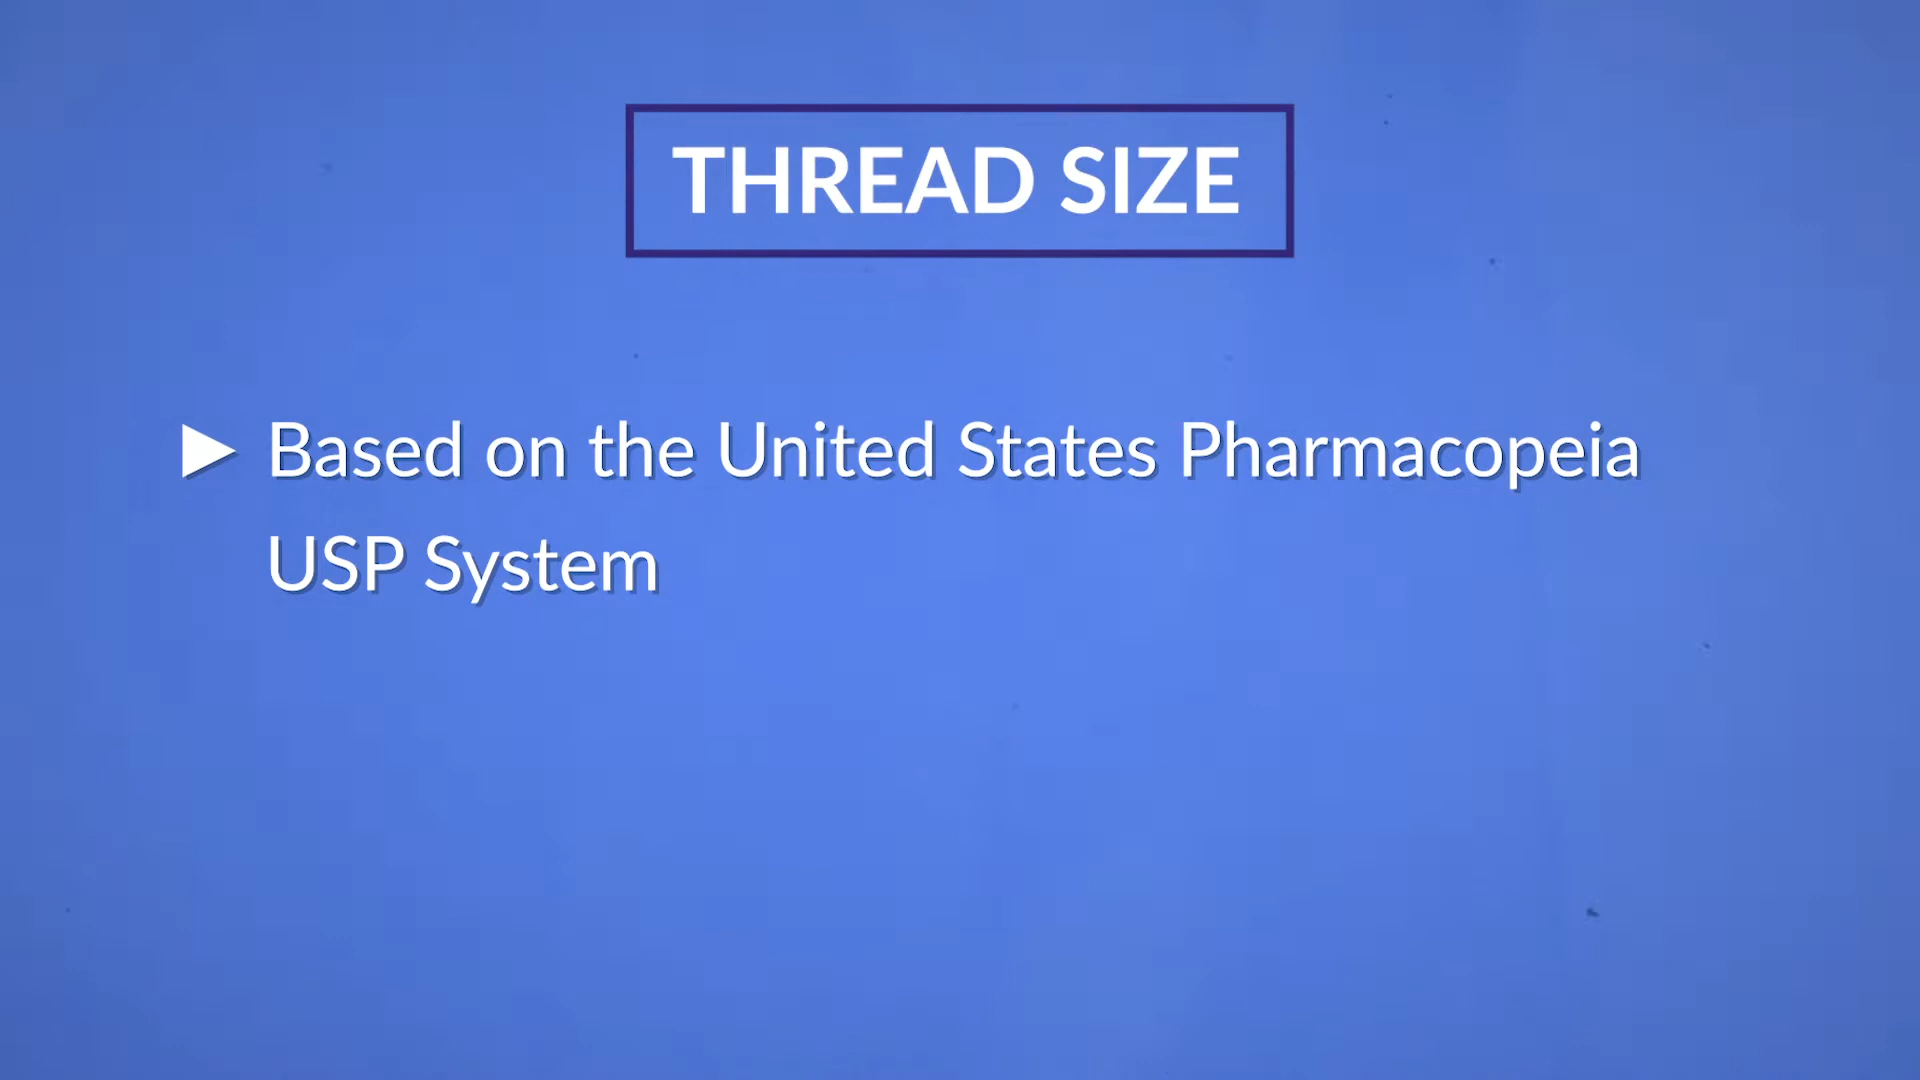 THREAD SIZE
► Based on the United States Pharmacopeia
USP System